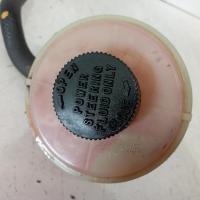 OPEN
POWER
STEERING
FLUID ONLY